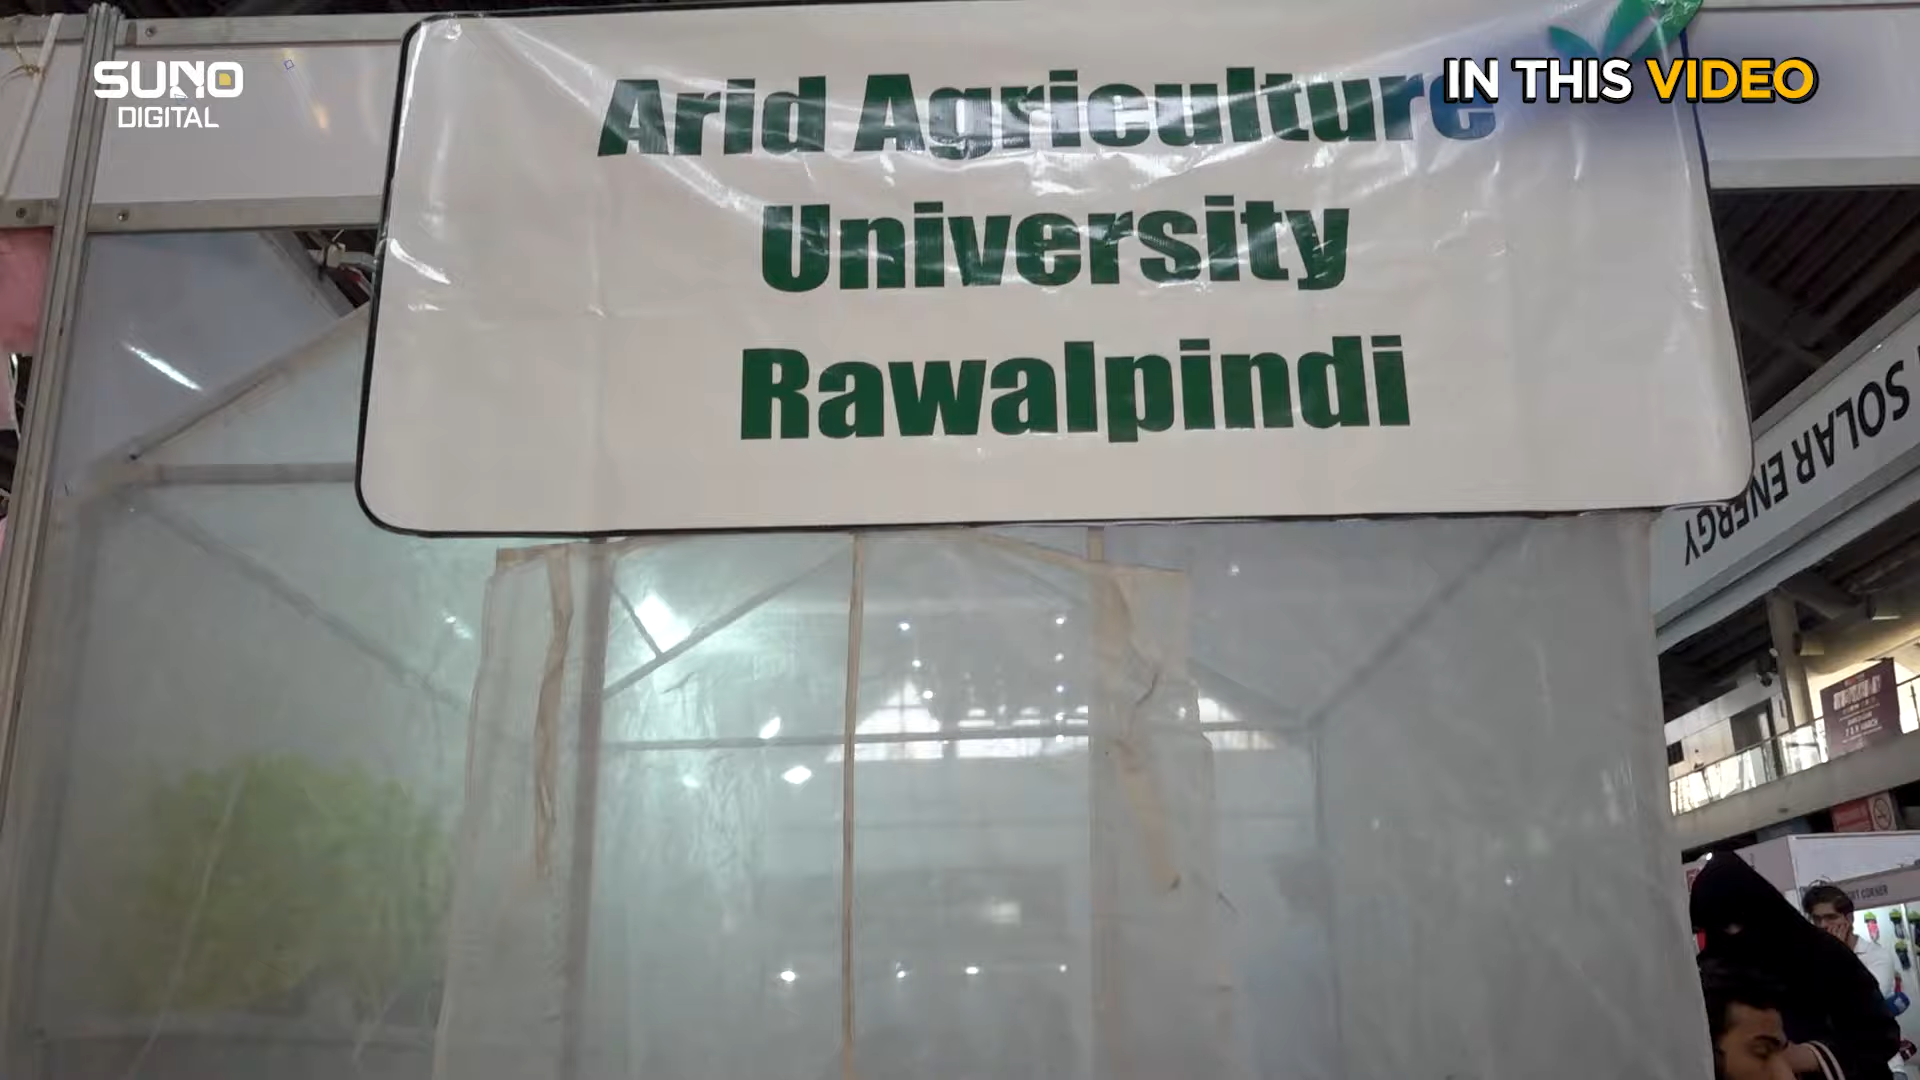 SUNO
DIGITAL
IN THIS VIDEO
Arid Agriculture
University
Rawalpindi
SOLAR ENERGY